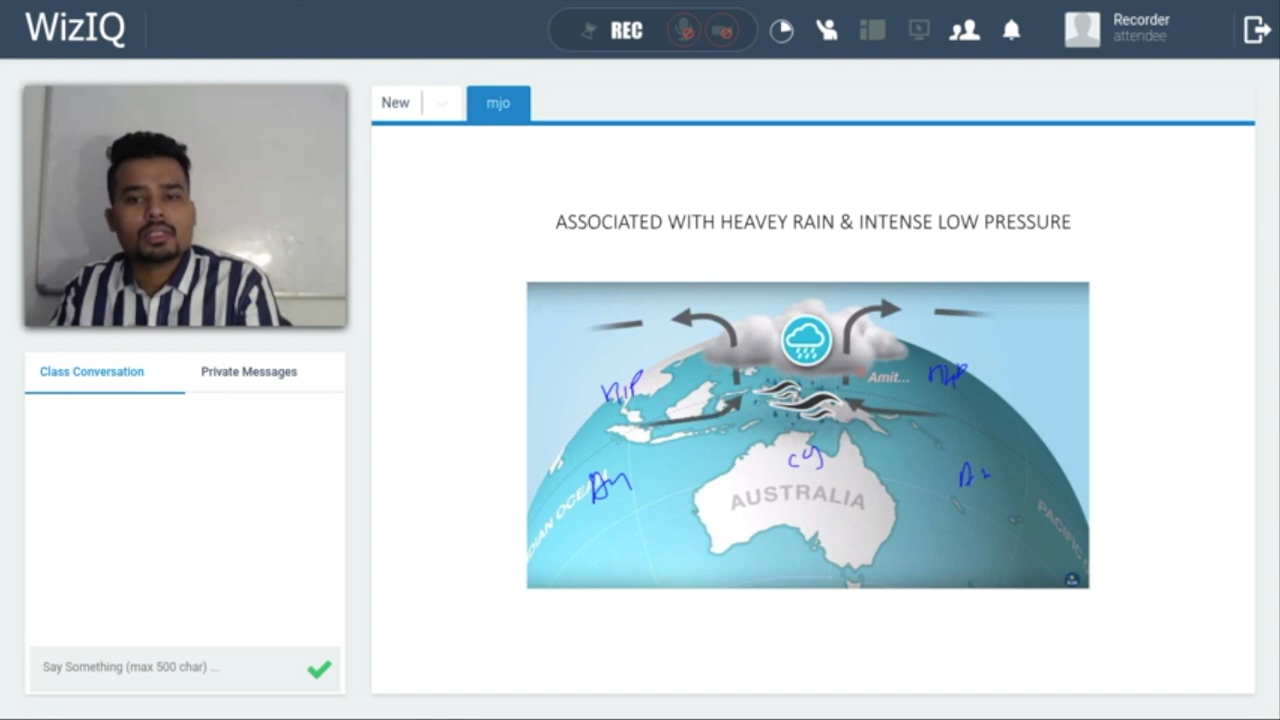 WizIQ
REC
Recorder
attendee
New
mjo
ASSOCIATED WITH HEAVEY RAIN & INTENSE LOW PRESSURE
Amit...
AUSTRALIA
Class Conversation
Private Messages
Say Something (max 500 char) ...